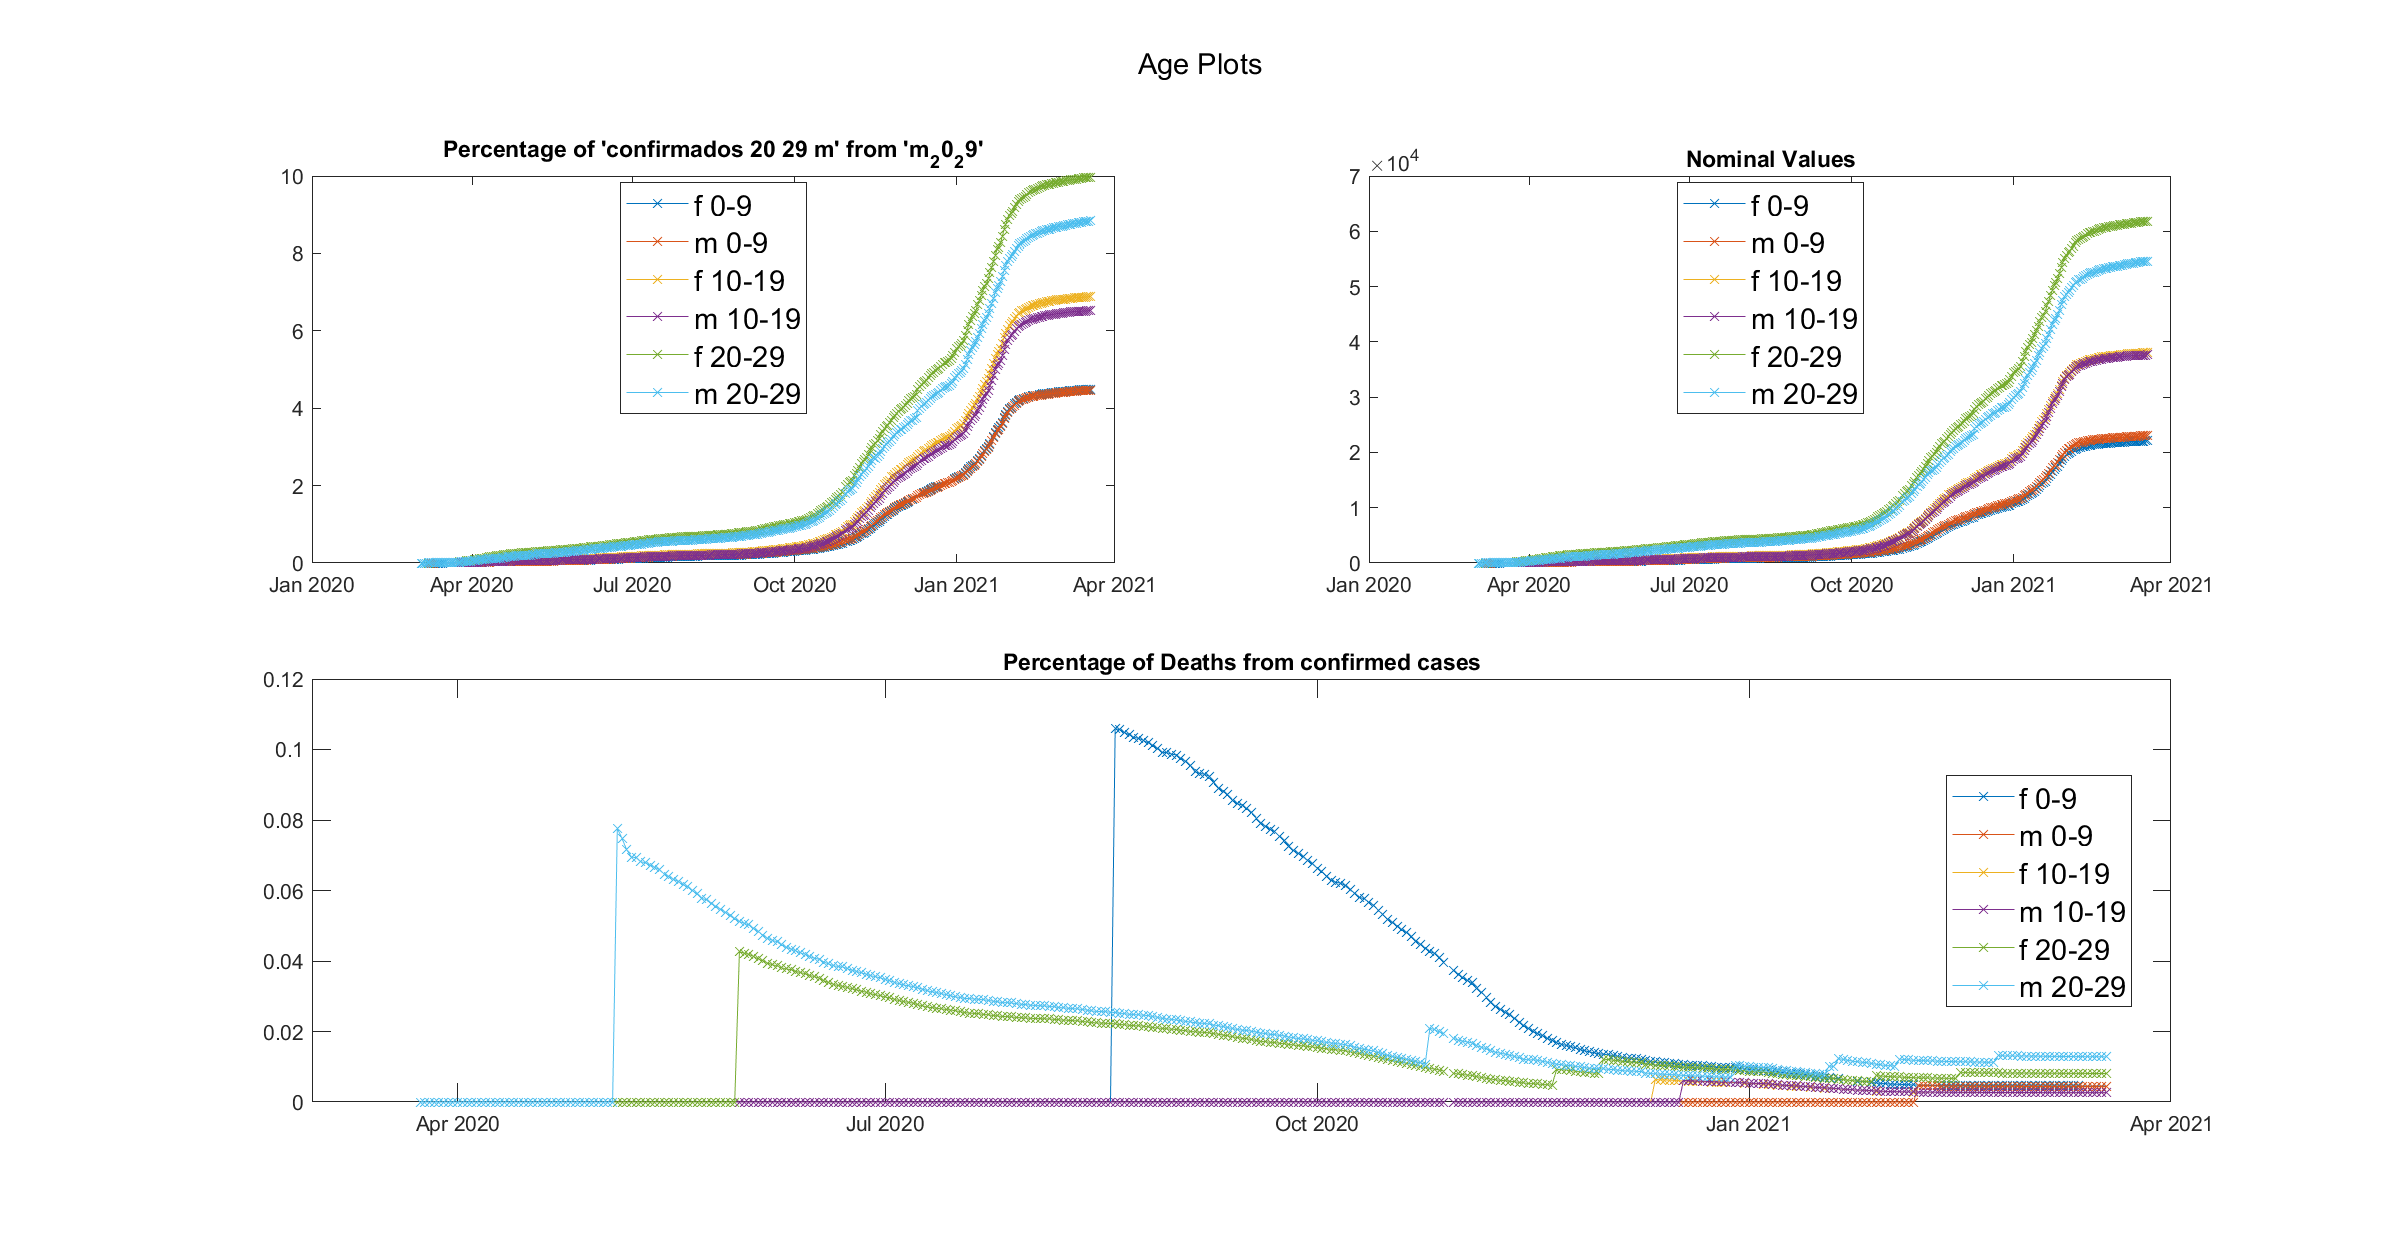 Age Plots
Percentage of 'confirmados 20 29 m' from 'm₂0₂9'
10
8
6
4
2
0
Jan 2020 Apr 2020 Jul 2020 Oct 2020 Jan 2021 Apr 2021
f 0-9
m 0-9
f 10-19
m 10-19
f 20-29
m 20-29
Nominal Values
×10⁴
7
6
5
4
3
2
1
0
Jan 2020 Apr 2020 Jul 2020 Oct 2020 Jan 2021 Apr 2021
f 0-9
m 0-9
f 10-19
m 10-19
f 20-29
m 20-29
Percentage of Deaths from confirmed cases
0.12
0.1
0.08
0.06
0.04
0.02
0
Apr 2020 Jul 2020 Oct 2020 Jan 2021 Apr 2021
f 0-9
m 0-9
f 10-19
m 10-19
f 20-29
m 20-29